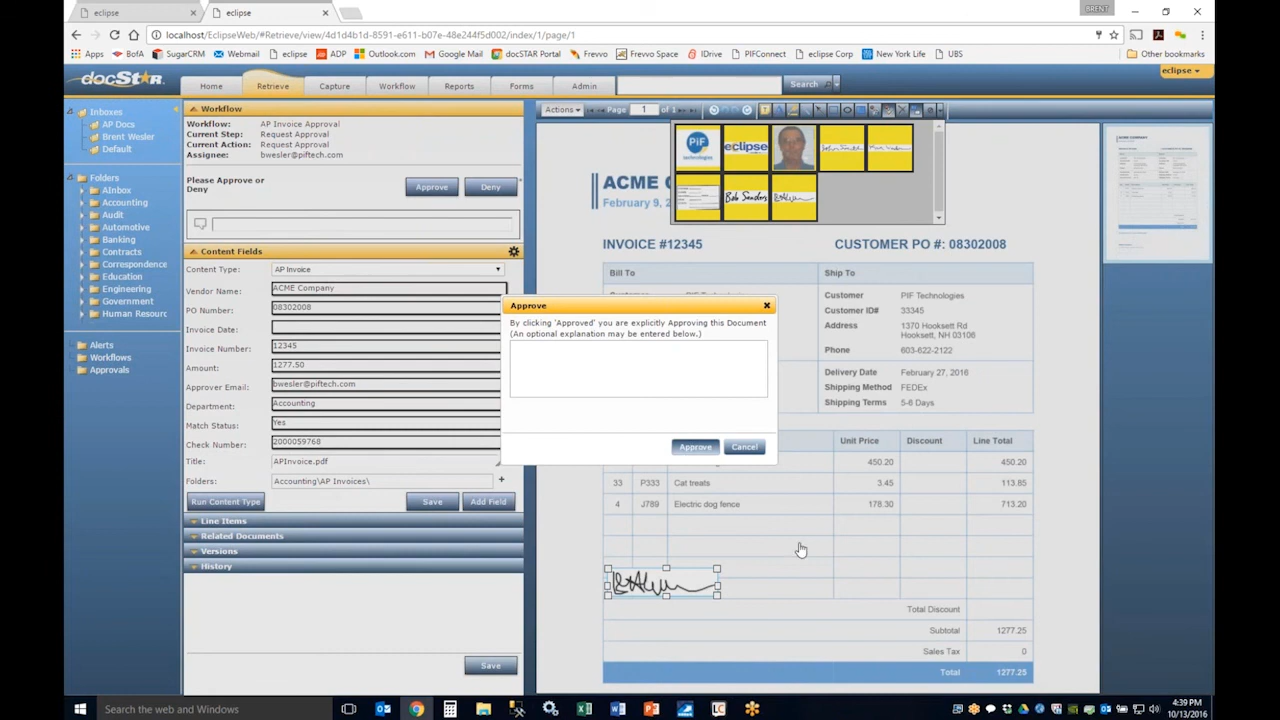 eclipse
eclipse
BRENT
localhost/EclipseWeb/#Retrieve/view/4d1d4b1d-8591-e611-b07e-48e244f5d002/index/1/page/1
Apps BofA SugarCRM Webmail eclipse ADP Outlook.com Google Mail docSTAR Portal Frevvo Frevvo Space IDrive PIFConnect eclipse Corp New York Life UBS Other bookmarks
docSTAR
Home Retrieve Capture Workflow Reports Forms Admin Search
eclipse
Inboxes
AP Docs
Brent Wesler
Default
Folders
AInbox
Accounting
Audit
Automotive
Banking
Contracts
Correspondence
Education
Engineering
Government
Human Resourc
Alerts
Workflows
Approvals
Workflow
Workflow: AP Invoice Approval
Current Step: Request Approval
Current Action: Request Approval
Assignee: bwesler@piftech.com
Please Approve or
Deny
Approve Deny
Content Fields
Content Type: AP Invoice
Vendor Name: ACME Company
PO Number: 08302008
Invoice Date:
Invoice Number: 12345
Amount: 1277.50
Approver Email: bwesler@piftech.com
Department: Accounting
Match Status: Yes
Check Number: 2000059768
Title: APInvoice.pdf
Folders: Accounting\AP Invoices\ +
Run Content Type Save Add Field
Line Items
Related Documents
Versions
History
Save
Actions Page 1 of 1
PiF
technologies
eclipse
John Smith
Bob Sanders
ACME C
February 9, 2
INVOICE #12345 CUSTOMER PO #: 08302008
Bill To Ship To
Customer PIF Technologies
Customer ID# 33345
Address 1370 Hooksett Rd
Hooksett, NH 03106
Phone 603-622-2122
Delivery Date February 27, 2016
Shipping Method FEDEx
Shipping Terms 5-6 Days
Approve
By clicking 'Approved' you are explicitly Approving this Document
(An optional explanation may be entered below.)
Approve Cancel
Unit Price Discount Line Total
450.20 450.20
33 P333 Cat treats 3.45 113.85
4 J789 Electric dog fence 178.30 713.20
Total Discount
Subtotal 1277.25
Sales Tax 0
Total 1277.25
ACME COMPANY
Search the web and Windows
4:39 PM
10/13/2016